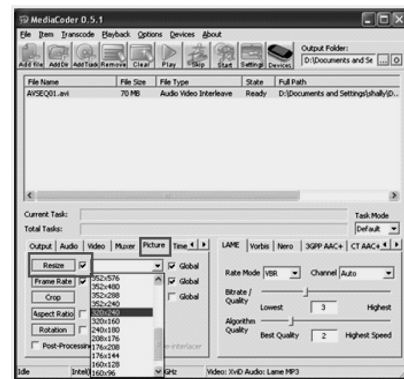 MediaCoder 0.5.1
File Item Transcode Playback Options Devices About
Add file AddDir AddTask Remove Clear Play Skip Start Settings Devices
Output Folder:
D:\Documents and Se ... O
File Name File Size File Type State Full Path
AVSEQ01.avi 70 MB Audio Video Interleave Ready D:\Documents and Settings\shally\D
Current Task:
Task Mode
Total Tasks:
Default
Output Audio Video Muxer Picture Time
LAME Vorbis Nero 3GPP AAC+ CT AAC+
Resize Global
Frame Rate Global
Crop Global
Aspect Ratio
Rotation
Post-Processing e-interlacer
352x576
352x480
352x288
352x240
320x240
320x160
240x180
208x176
176x208
176x144
160x128
160x96
Rate Mode VBR Channel Auto
Bitrate / Quality
Lowest 3 Highest
Algorithm Quality
Best Quality 2 Highest Speed
Idle Intel GHz Video: XviD Audio: Lame MP3